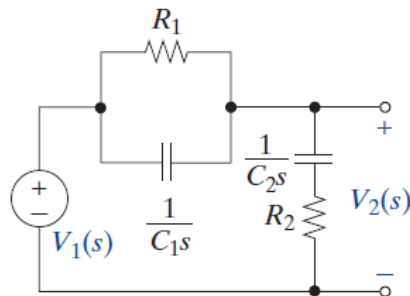 R₁
1
C₁s
1
C₂s
R₂
+
−
V₁(s)
+
V₂(s)
−